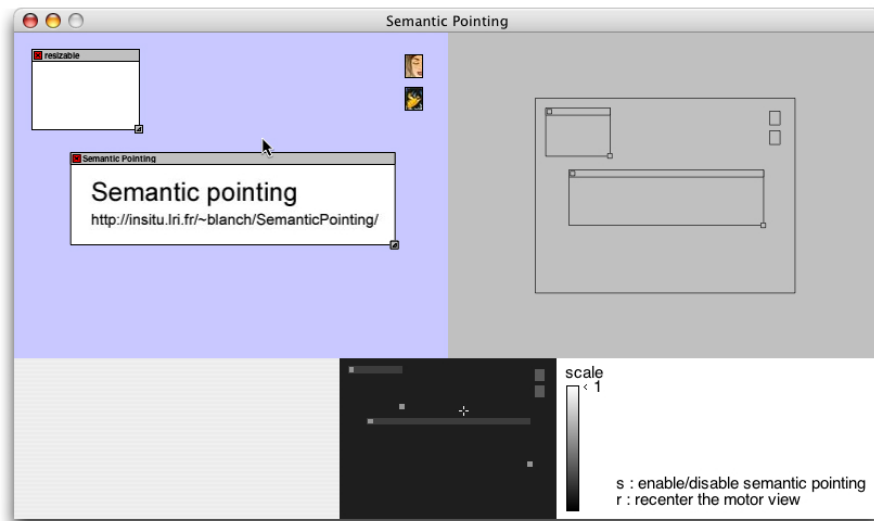 Semantic Pointing
resizable
Semantic Pointing
Semantic pointing
http://insitu.lri.fr/~blanch/SemanticPointing/
scale
‹ 1
s : enable/disable semantic pointing
r : recenter the motor view